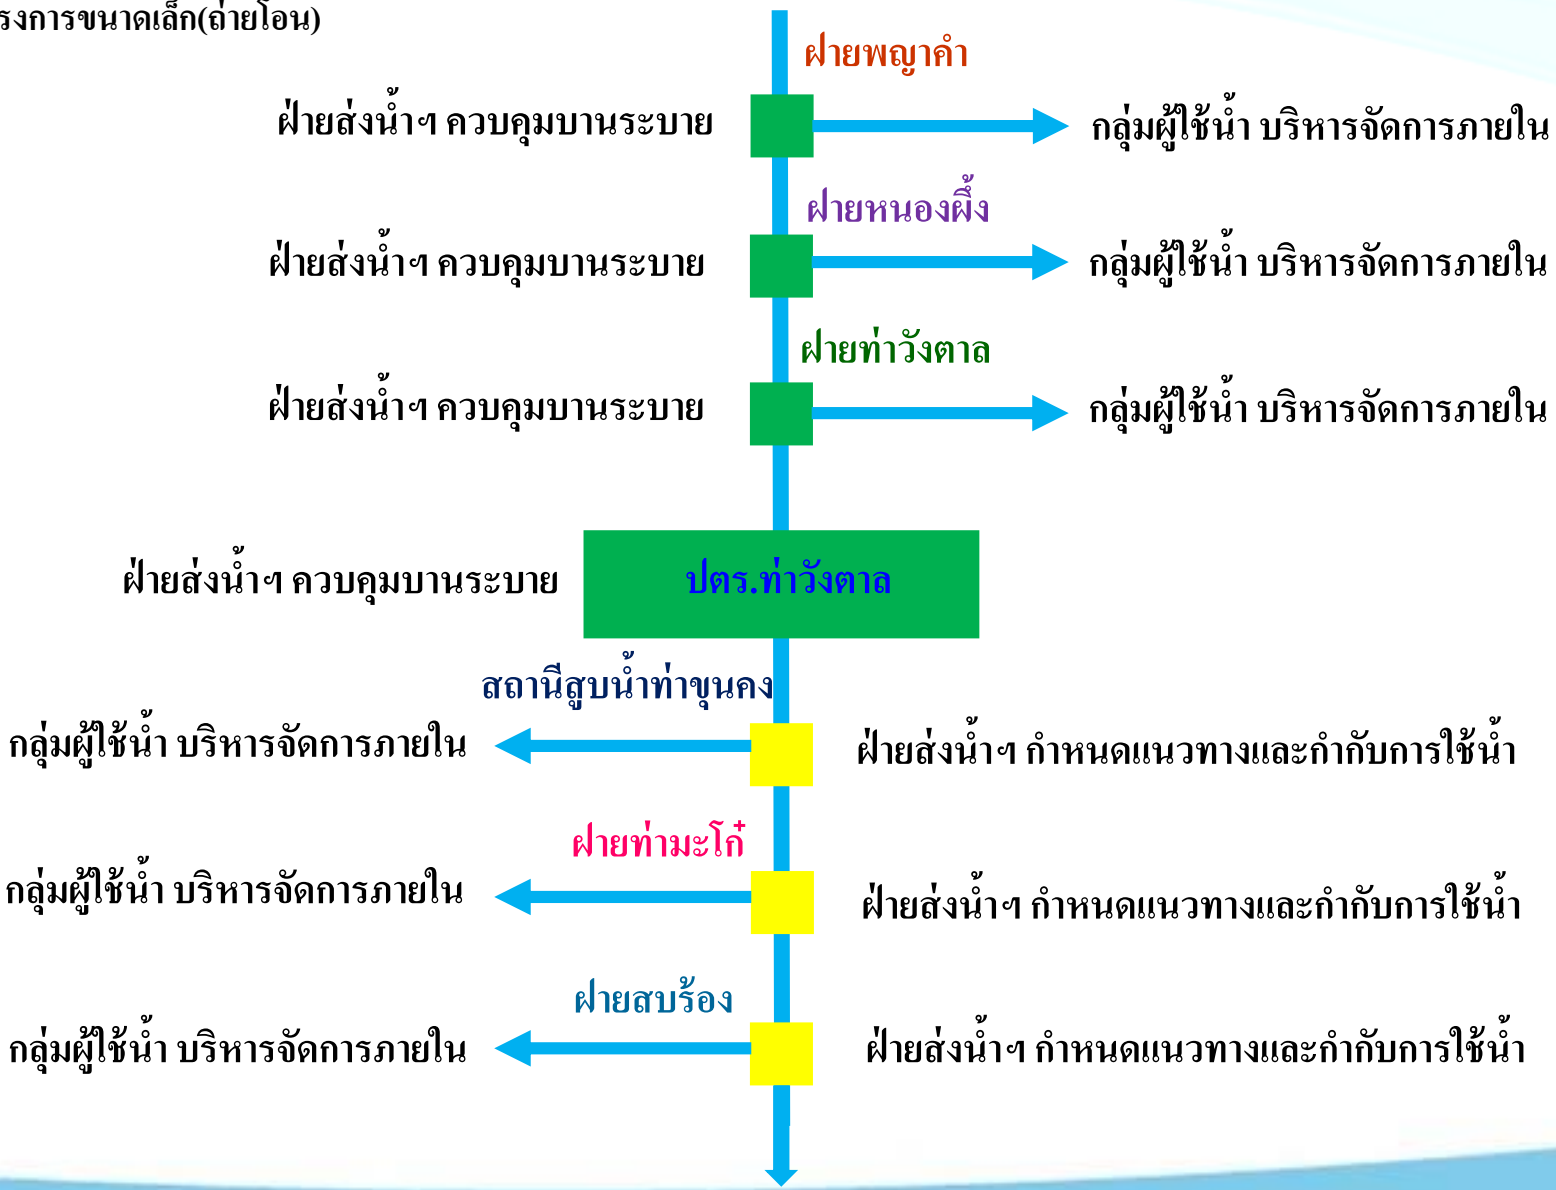 รงการขนาดเล็ก(ถ่ายโอน)
ฝายพญาคำ
ฝ่ายส่งน้ำฯ ควบคุมบานระบาย
กลุ่มผู้ใช้น้ำ บริหารจัดการภายใน
ฝายหนองผึ้ง
ฝ่ายส่งน้ำฯ ควบคุมบานระบาย
กลุ่มผู้ใช้น้ำ บริหารจัดการภายใน
ฝายท่าวังตาล
ฝ่ายส่งน้ำฯ ควบคุมบานระบาย
กลุ่มผู้ใช้น้ำ บริหารจัดการภายใน
ฝ่ายส่งน้ำฯ ควบคุมบานระบาย
ปตร.ท่าวังตาล
สถานีสูบน้ำท่าขุนคง
กลุ่มผู้ใช้น้ำ บริหารจัดการภายใน
ฝ่ายส่งน้ำฯ กำหนดแนวทางและกำกับการใช้น้ำ
ฝายท่ามะโก๋
กลุ่มผู้ใช้น้ำ บริหารจัดการภายใน
ฝ่ายส่งน้ำฯ กำหนดแนวทางและกำกับการใช้น้ำ
ฝายสบร้อง
กลุ่มผู้ใช้น้ำ บริหารจัดการภายใน
ฝ่ายส่งน้ำฯ กำหนดแนวทางและกำกับการใช้น้ำ